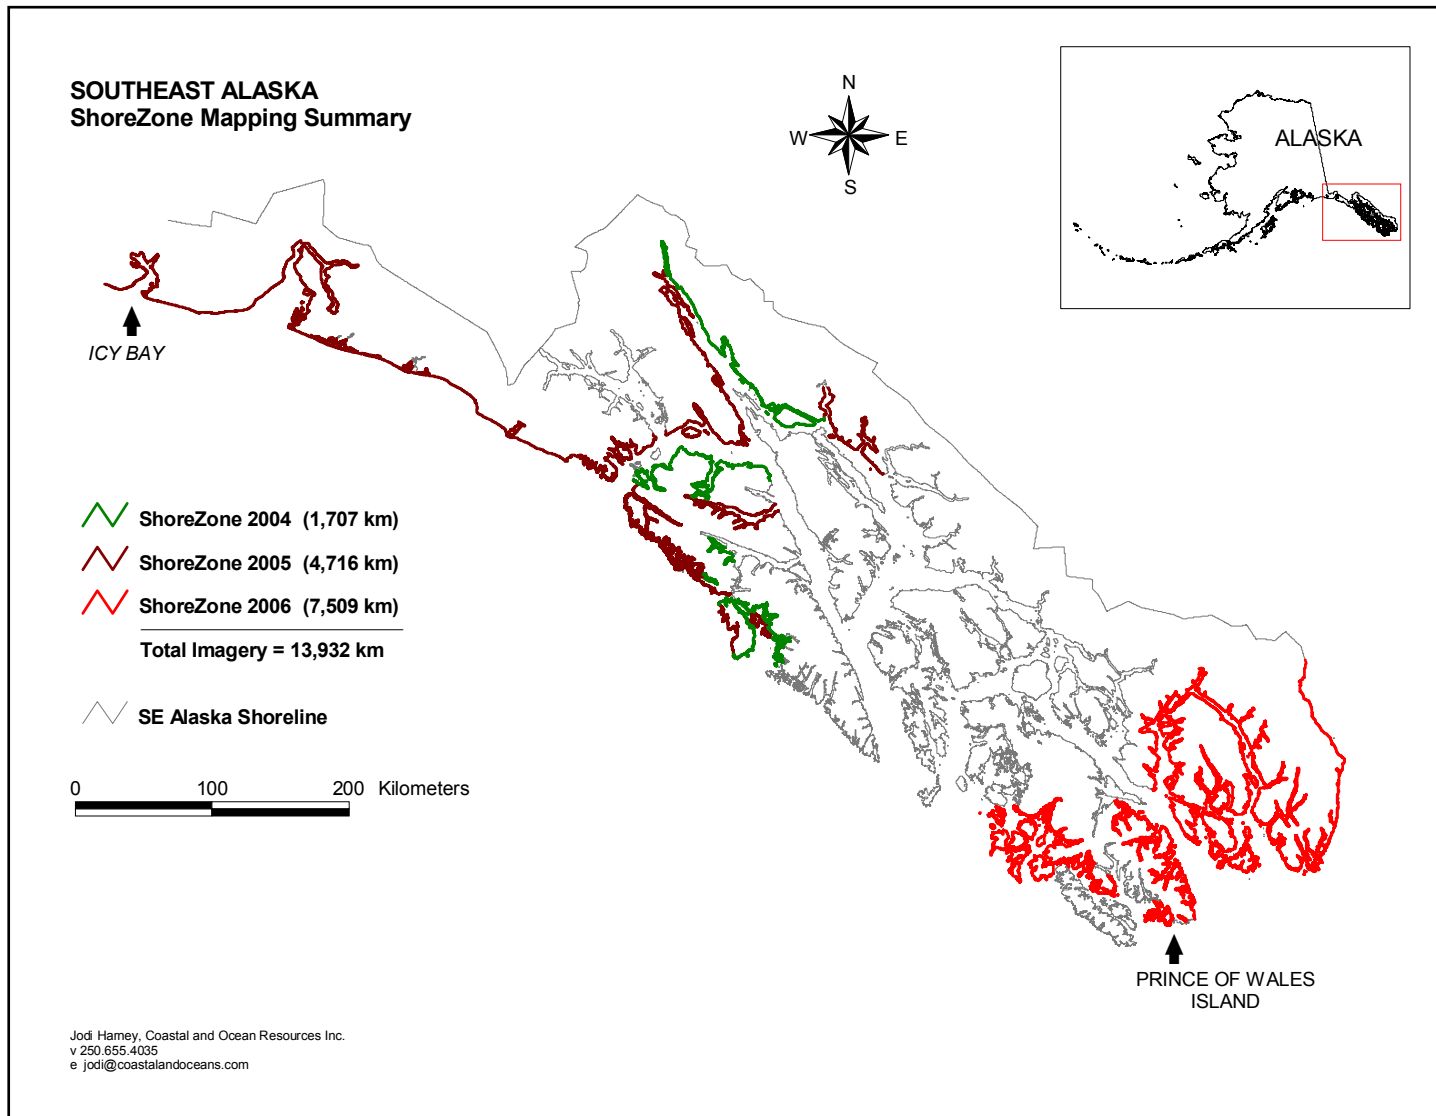 SOUTHEAST ALASKA
ShoreZone Mapping Summary
N
W
E
S
ALASKA
ICY BAY
ShoreZone 2004 (1,707 km)
ShoreZone 2005 (4,716 km)
ShoreZone 2006 (7,509 km)
Total Imagery = 13,932 km
SE Alaska Shoreline
0 100 200 Kilometers
PRINCE OF WALES
ISLAND
Jodi Harney, Coastal and Ocean Resources Inc.
v 250.655.4035
e jodi@coastalandoceans.com